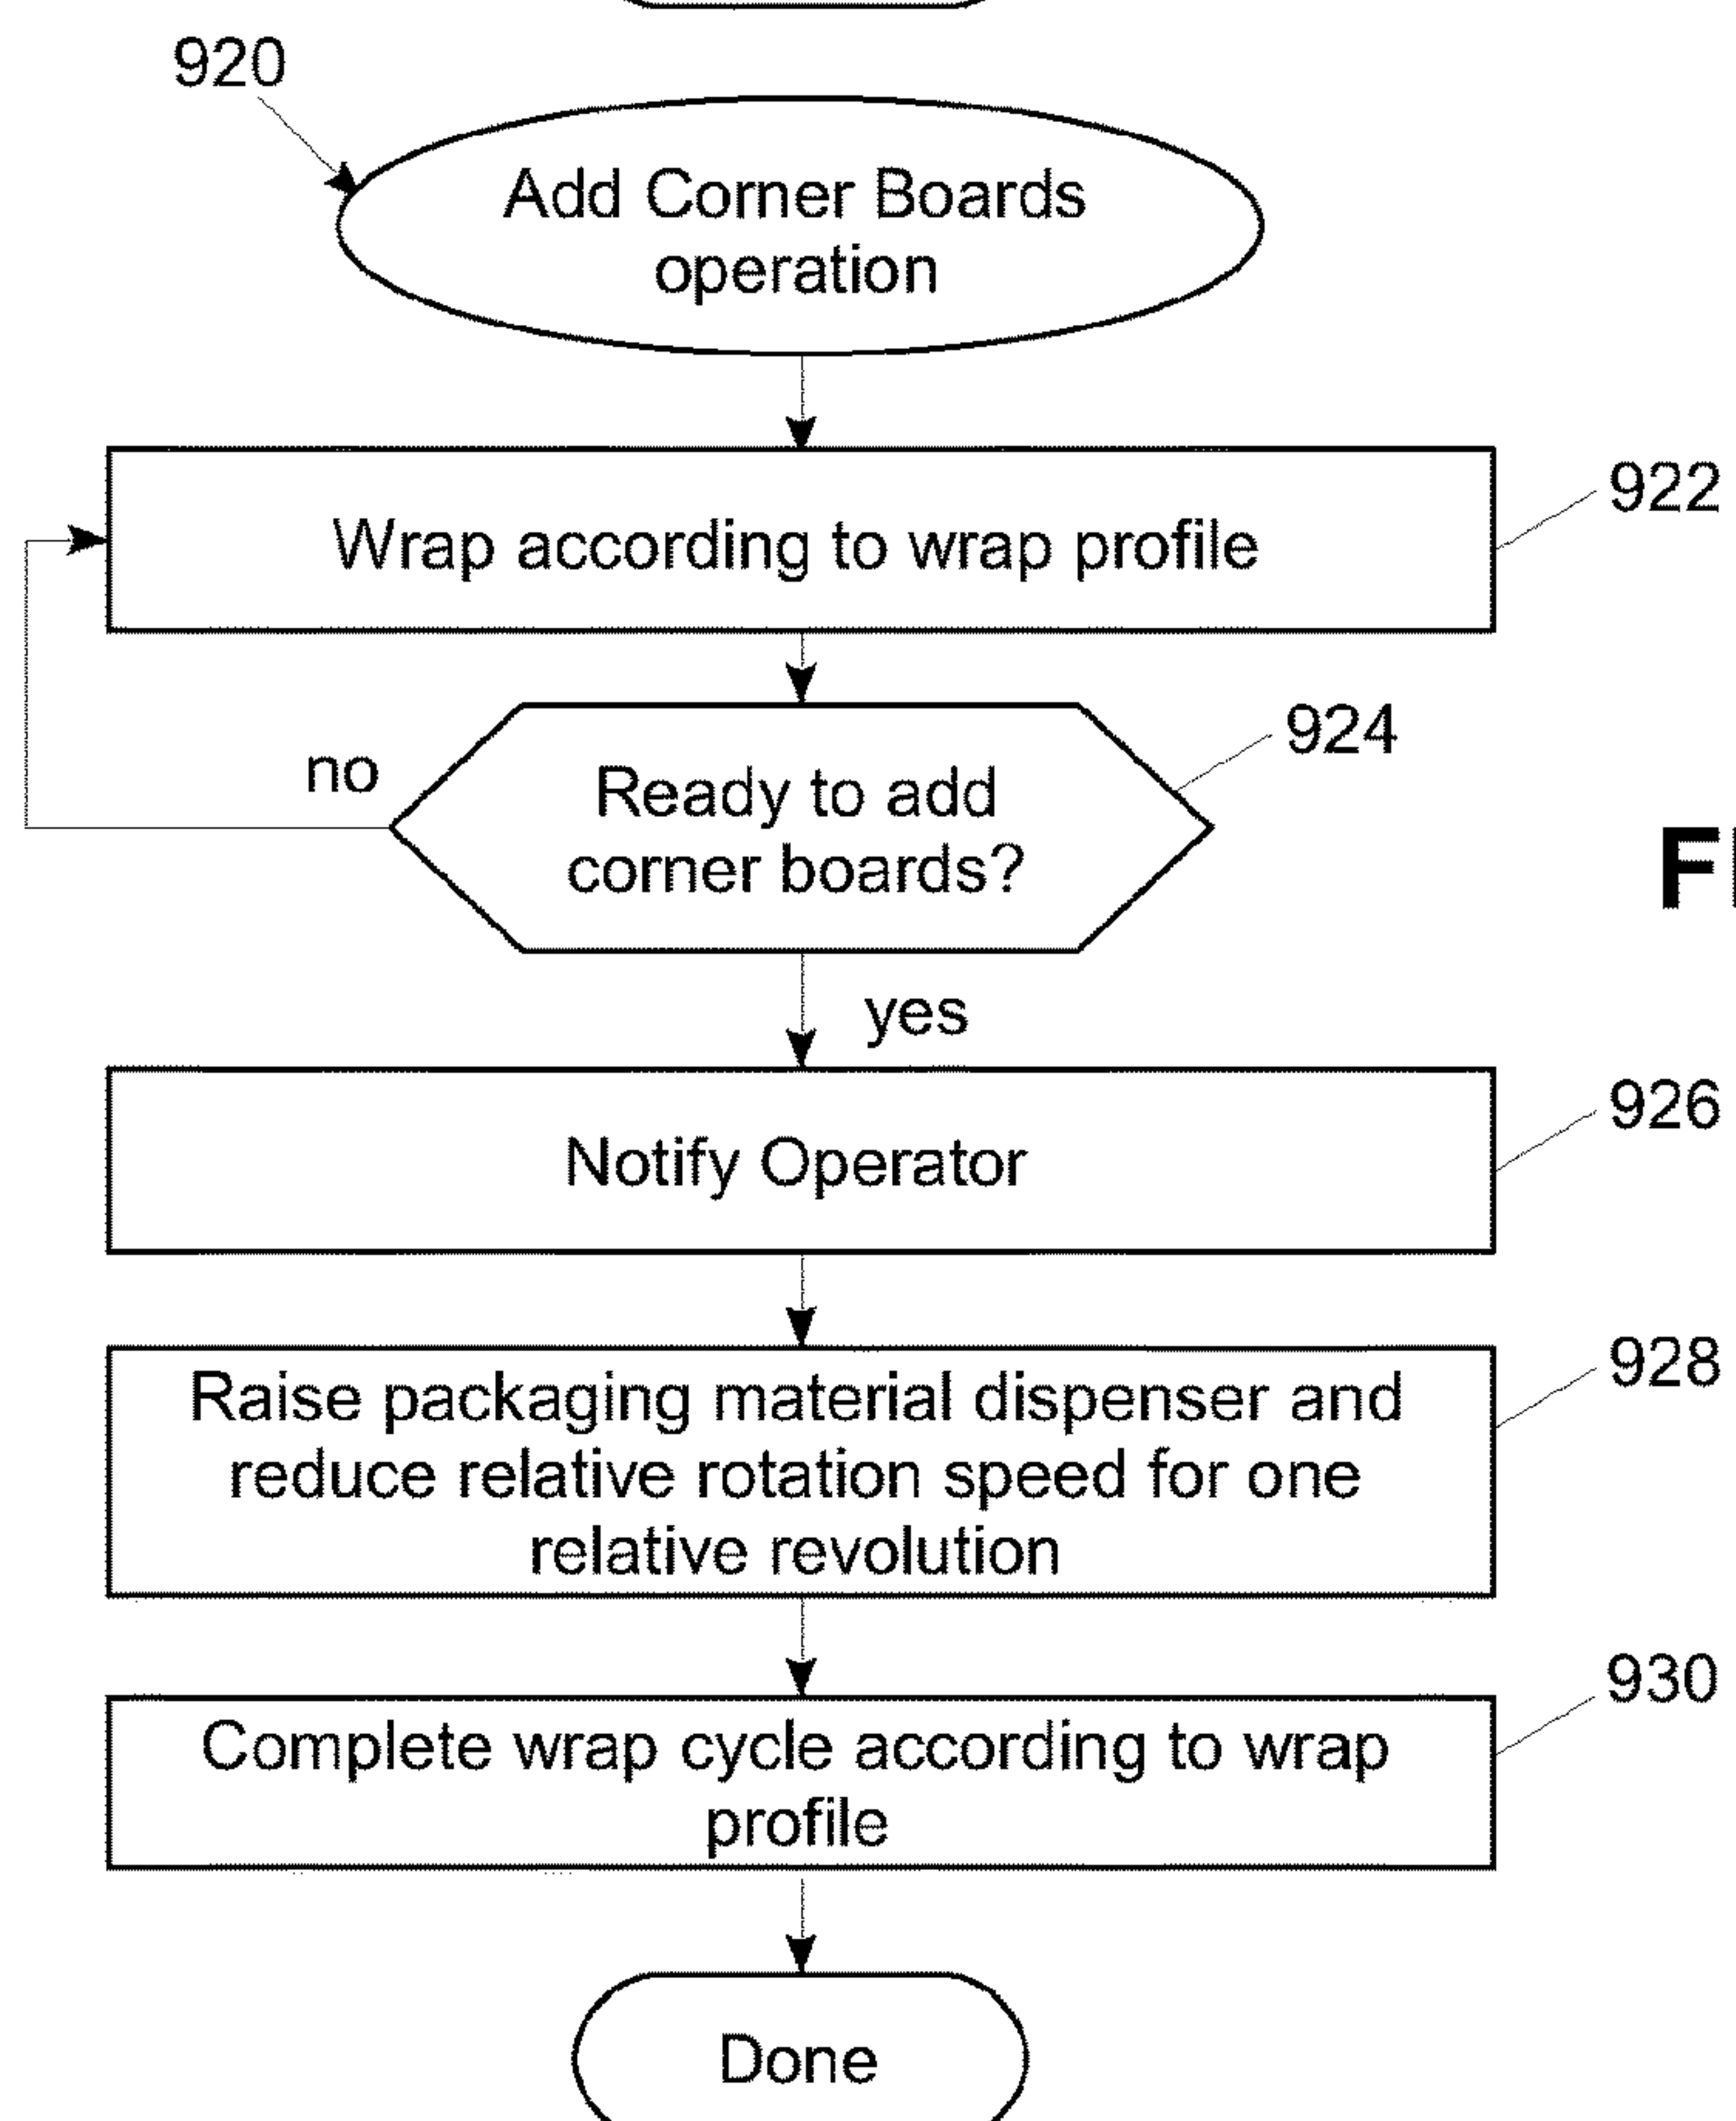 920
Add Corner Boards
operation
Wrap according to wrap profile
922
no
Ready to add
corner boards?
924
yes
Notify Operator
926
Raise packaging material dispenser and
reduce relative rotation speed for one
relative revolution
928
Complete wrap cycle according to wrap
profile
930
Done